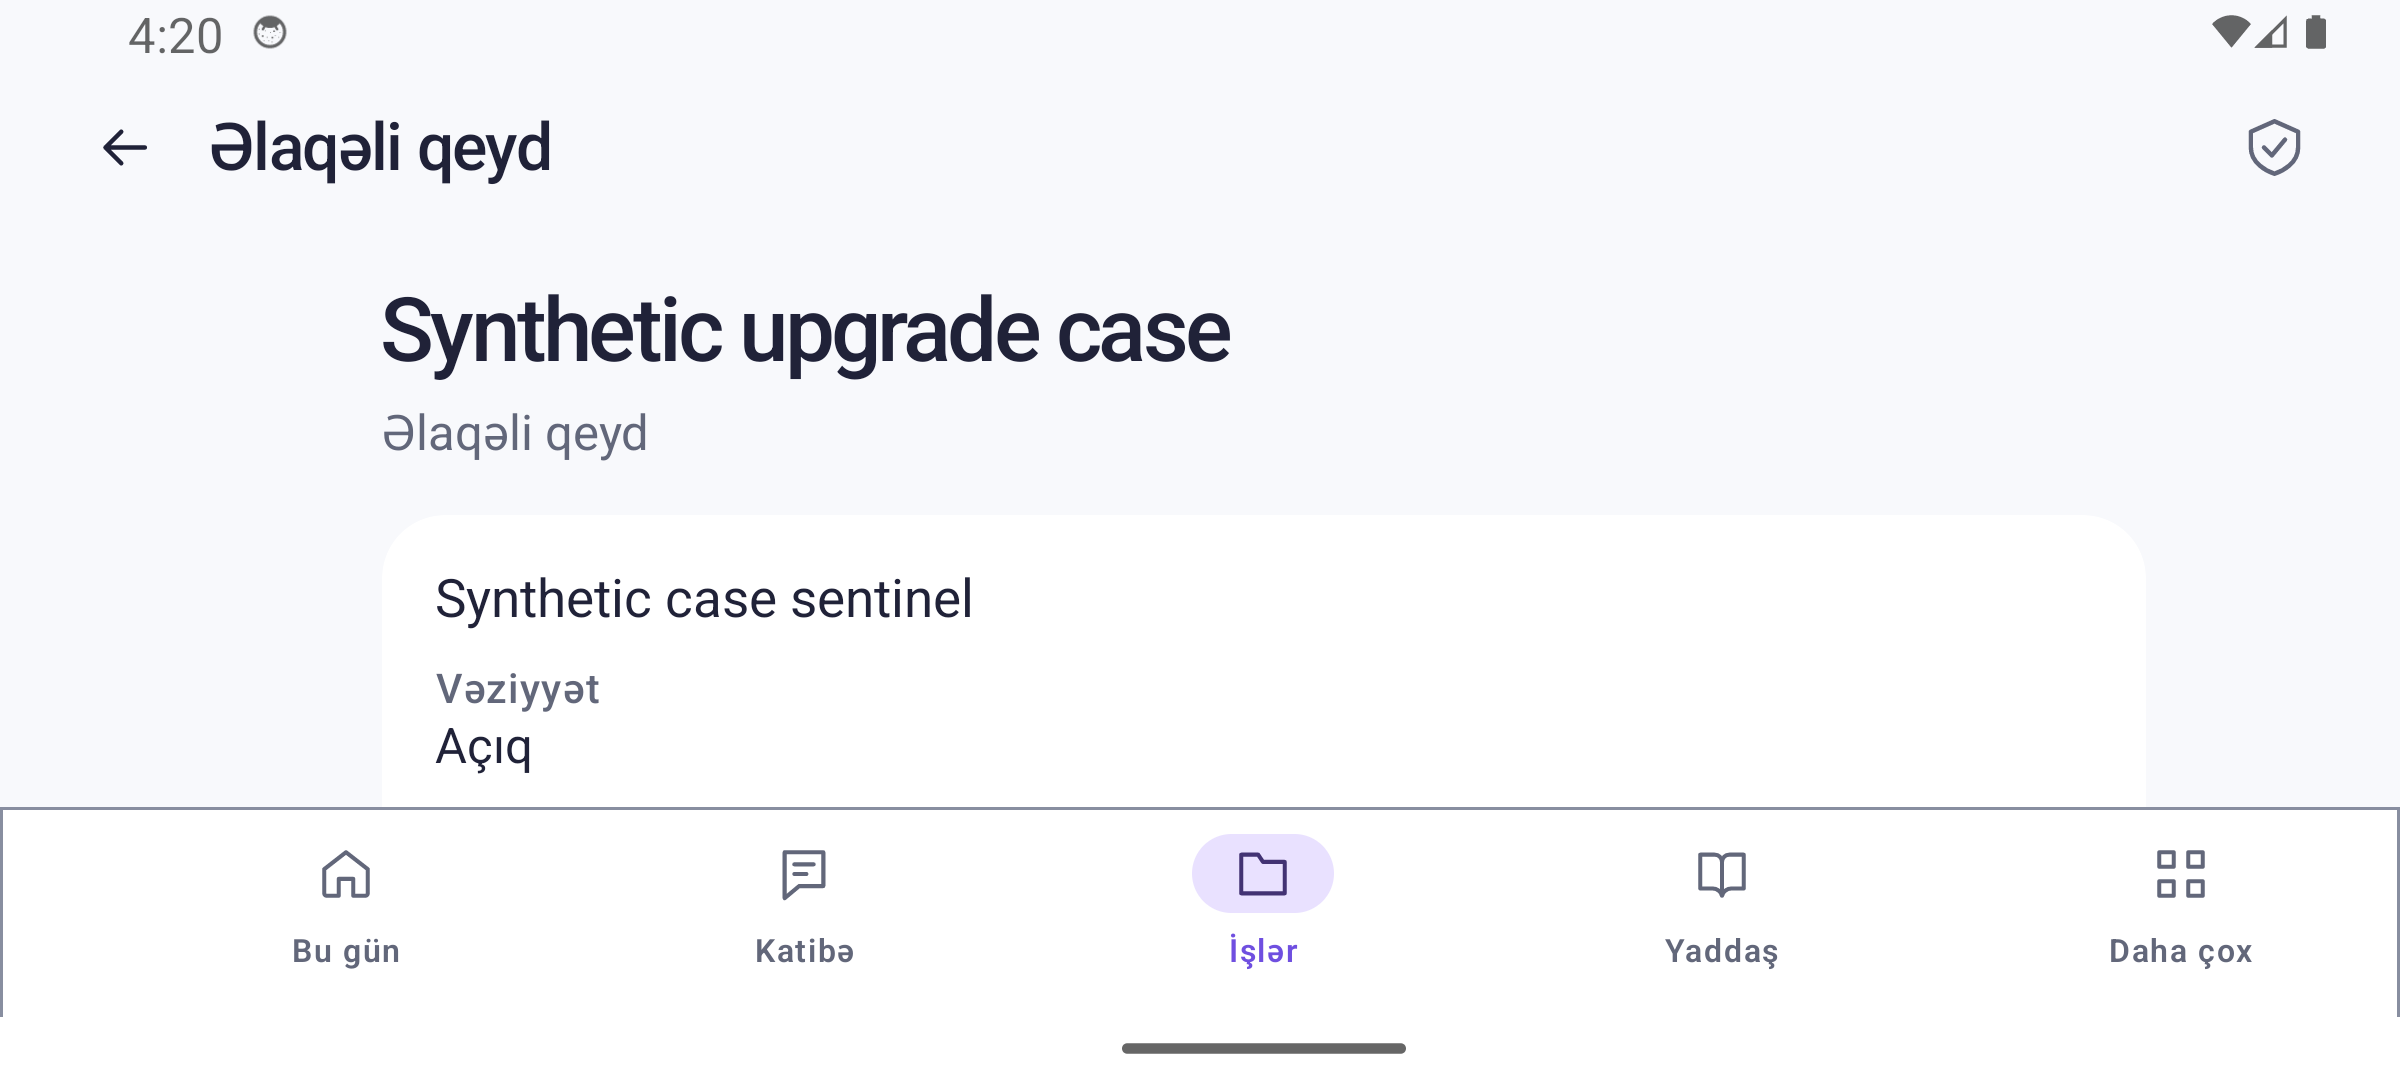 4:20
Əlaqəli qeyd
Synthetic upgrade case
Əlaqəli qeyd
Synthetic case sentinel
Vəziyyət
Açıq
Bu gün
Katibə
İşlər
Yaddaş
Daha çox